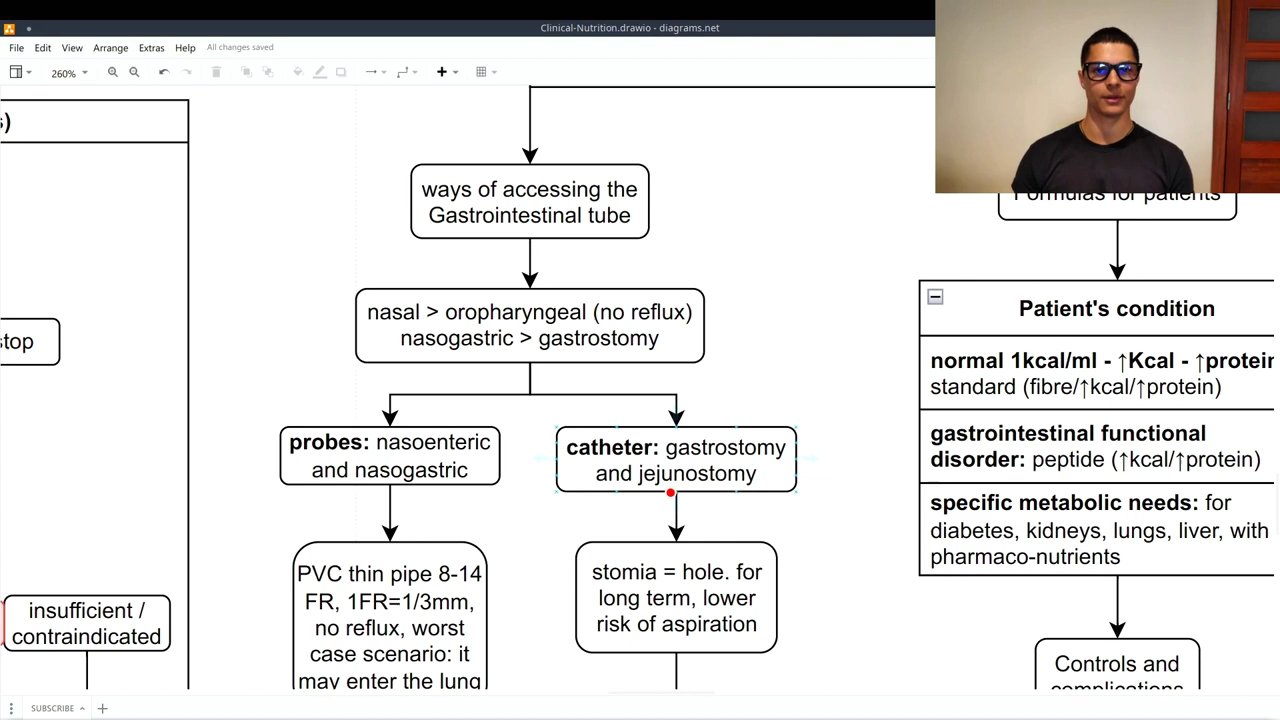 Clinical-Nutrition.drawio - diagrams.net
File Edit View Arrange Extras Help All changes saved
260%
ways of accessing the
Gastrointestinal tube
nasal > oropharyngeal (no reflux)
nasogastric > gastrostomy
probes: nasoenteric
and nasogastric
catheter: gastrostomy
and jejunostomy
PVC thin pipe 8-14
FR, 1FR=1/3mm,
no reflux, worst
case scenario: it
may enter the lung
stomia = hole. for
long term, lower
risk of aspiration
insufficient /
contraindicated
Formulas for patients
Patient's condition
normal 1kcal/ml - ↑Kcal - ↑protein
standard (fibre/↑kcal/↑protein)
gastrointestinal functional
disorder: peptide (↑kcal/↑protein)
specific metabolic needs: for
diabetes, kidneys, lungs, liver, with
pharmaco-nutrients
Controls and
complications
SUBSCRIBE